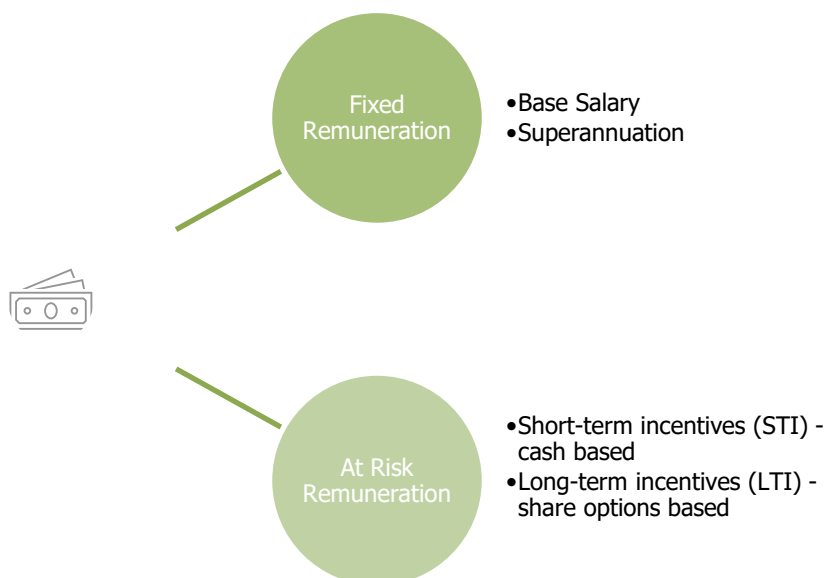 Fixed
Remuneration
•Base Salary
•Superannuation
At Risk
Remuneration
•Short-term incentives (STI) -
cash based
•Long-term incentives (LTI) -
share options based